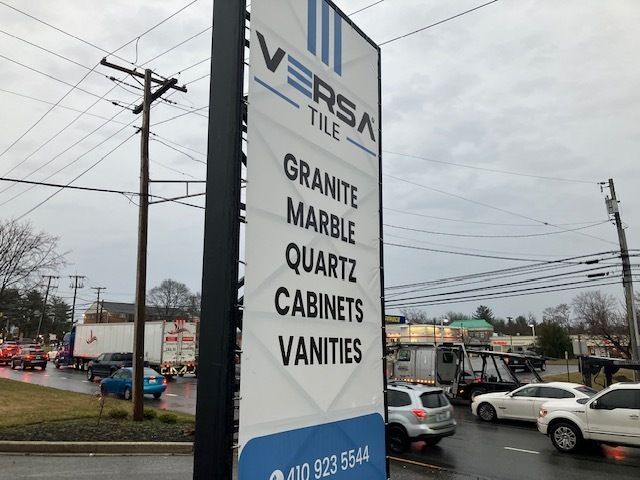 VERSA
TILE
GRANITE
MARBLE
QUARTZ
CABINETS
VANITIES
410 923 5544